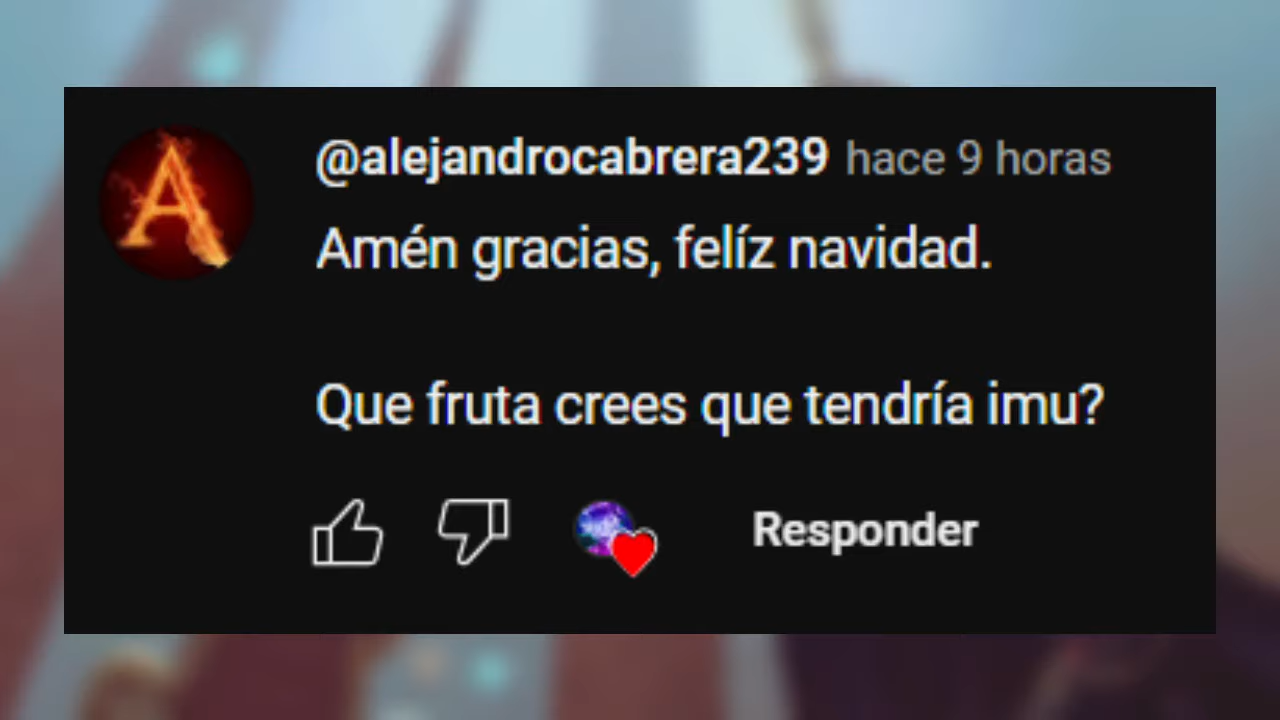 @alejandrocabrera239 hace 9 horas
Amén gracias, felíz navidad.
Que fruta crees que tendría imu?
Responder